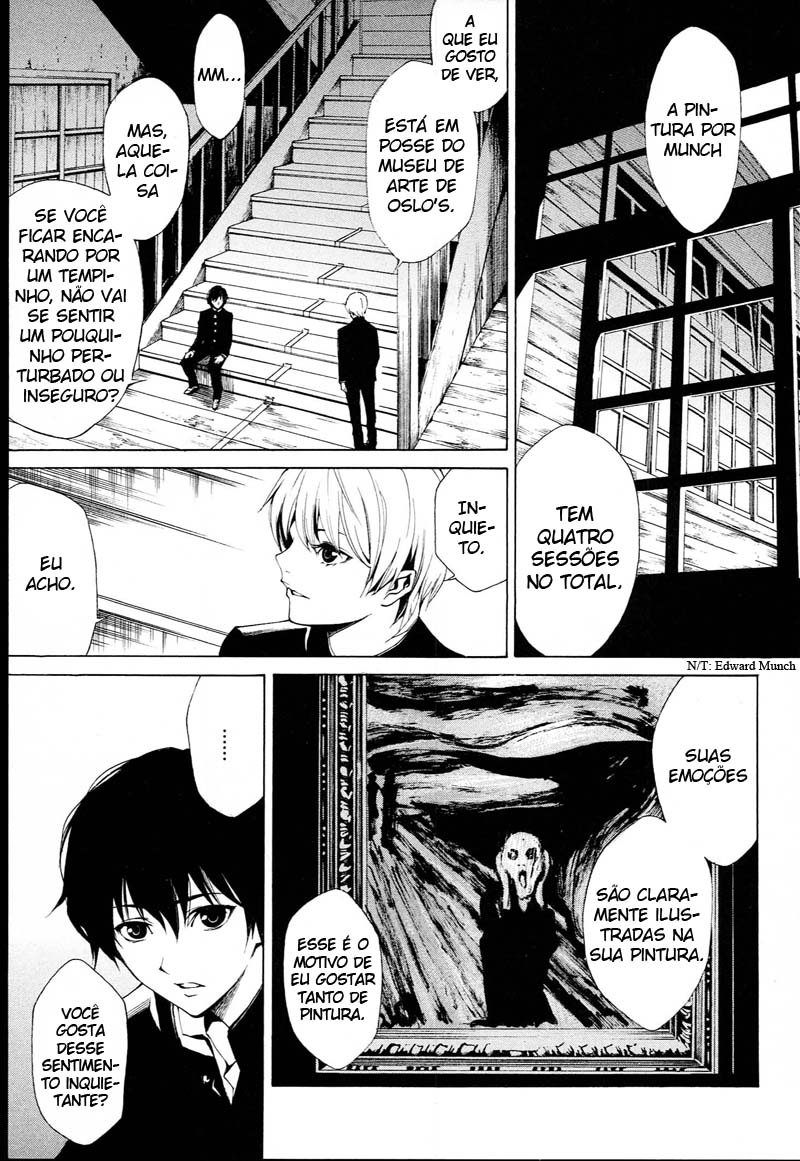 A PIN-
TURA POR
MUNCH
TEM
QUATRO
SESSÕES
NO TOTAL.
A
QUE EU
GOSTO
DE VER,
ESTÁ EM
POSSE DO
MUSEU DE
ARTE DE
OSLO'S.
MM...
MAS,
AQUE-
LA COI-
SA
SE VOCÊ
FICAR ENCA-
RANDO POR
UM TEMPI-
NHO, NÃO VAI
SE SENTIR
UM POUQUI-
NHO PER-
TURBADO OU
INSEGURO?
IN-
QUIE-
TO.
EU
ACHO.
N/T: Edward Munch
SUAS
EMOÇÕES
SÃO CLARA-
MENTE ILUS-
TRADAS NA
SUA PINTURA.
ESSE É O
MOTIVO DE
EU GOSTAR
TANTO DE
PINTURA.
......
VOCÊ
GOSTA
DESSE
SENTIMEN-
TO INQUIE-
TANTE?